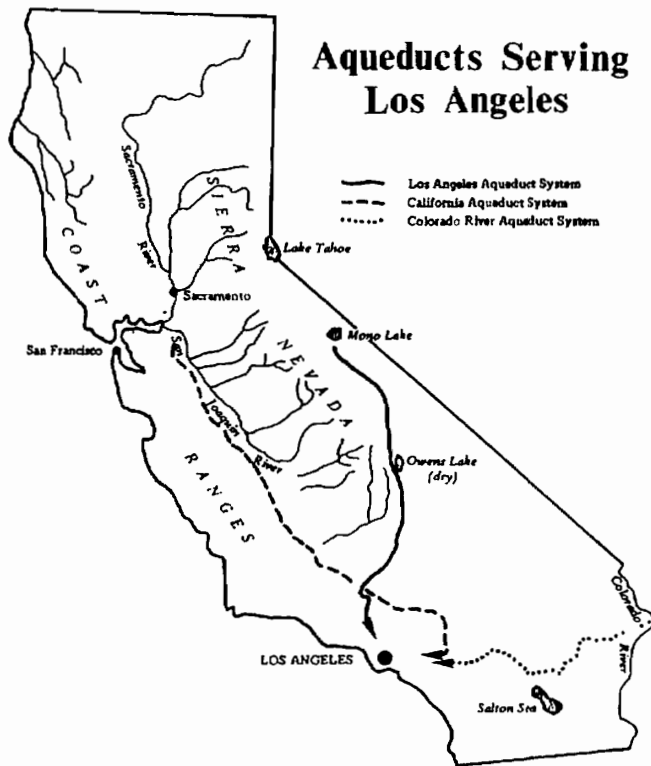 Aqueducts Serving
Los Angeles
Los Angeles Aqueduct System
California Aqueduct System
Colorado River Aqueduct System
Sacramento
River
SIERRA
COAST
Lake Tahoe
Sacramento
San Francisco
Mono Lake
NEVADA
San
Joaquin
River
RANGES
Owens Lake
(dry)
Colorado
River
LOS ANGELES
Salton Sea